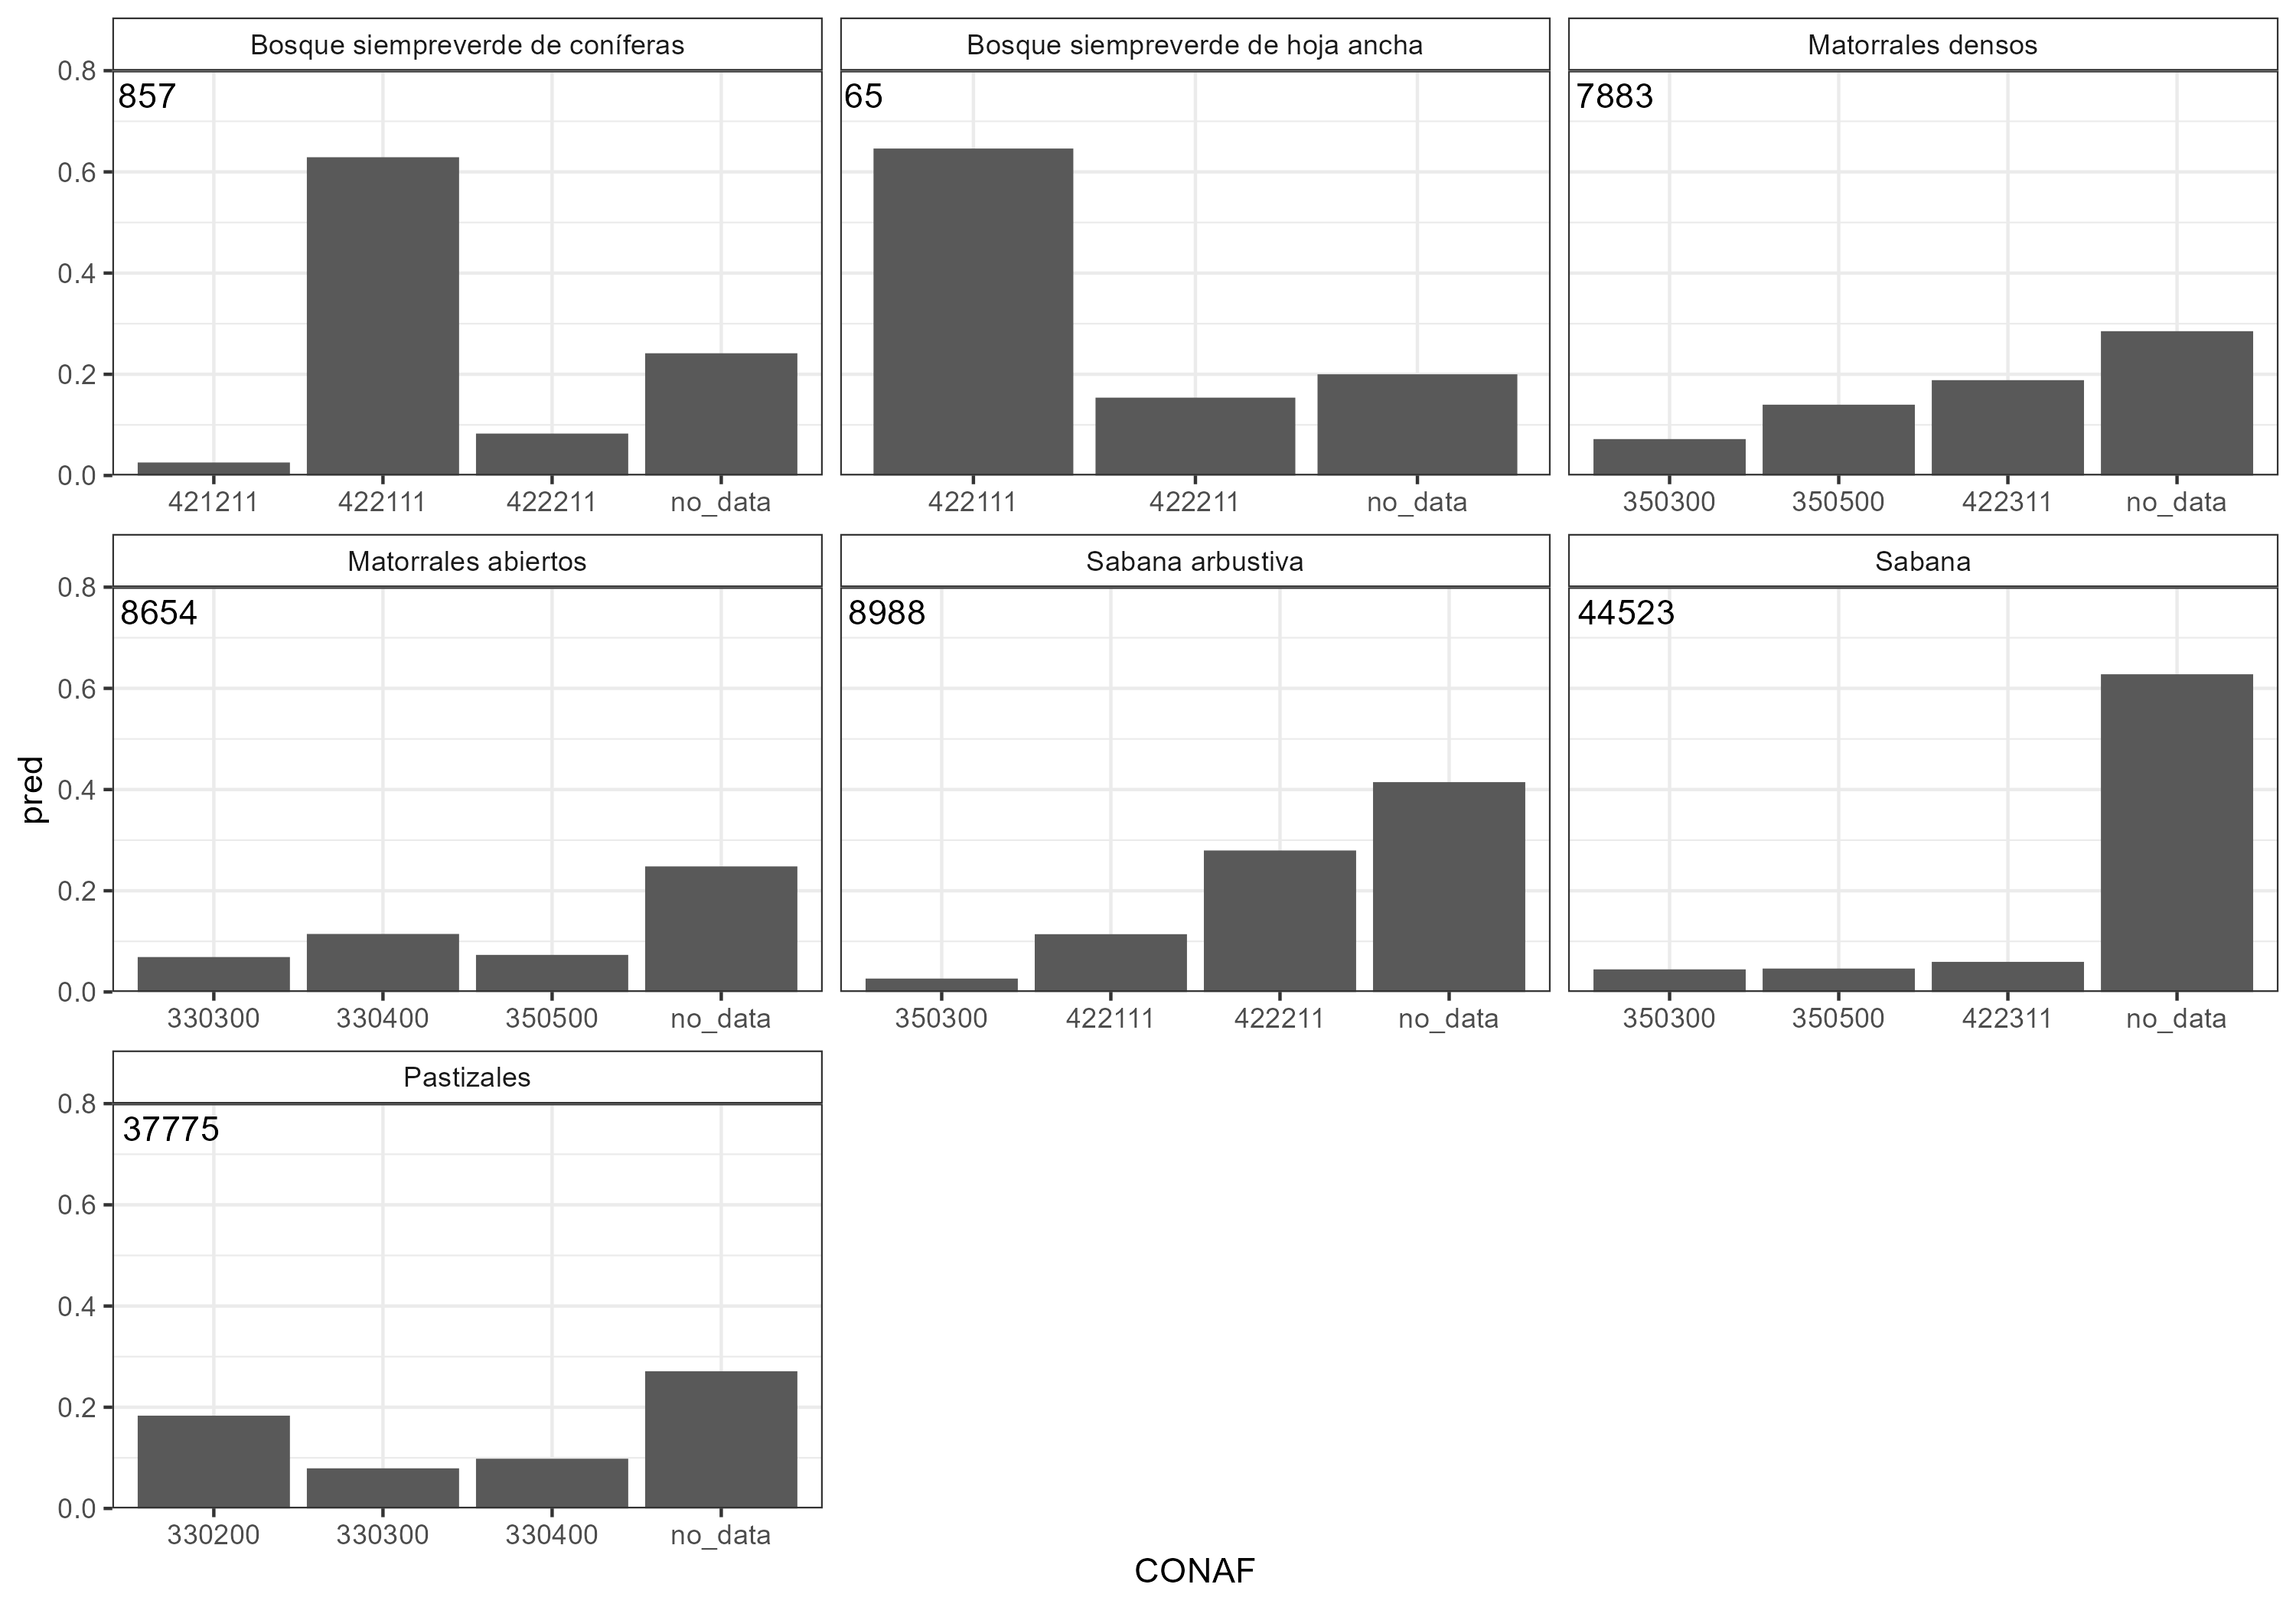 Bosque siempreverde de coníferas
Bosque siempreverde de hoja ancha
Matorrales densos
857
65
7883
0.8
0.6
0.4
0.2
0.0
421211 422111 422211 no_data
422111 422211 no_data
350300 350500 422311 no_data
Matorrales abiertos
Sabana arbustiva
Sabana
8654
8988
44523
0.8
0.6
0.4
0.2
0.0
330300 330400 350500 no_data
350300 422111 422211 no_data
350300 350500 422311 no_data
pred
Pastizales
37775
0.8
0.6
0.4
0.2
0.0
330200 330300 330400 no_data
CONAF